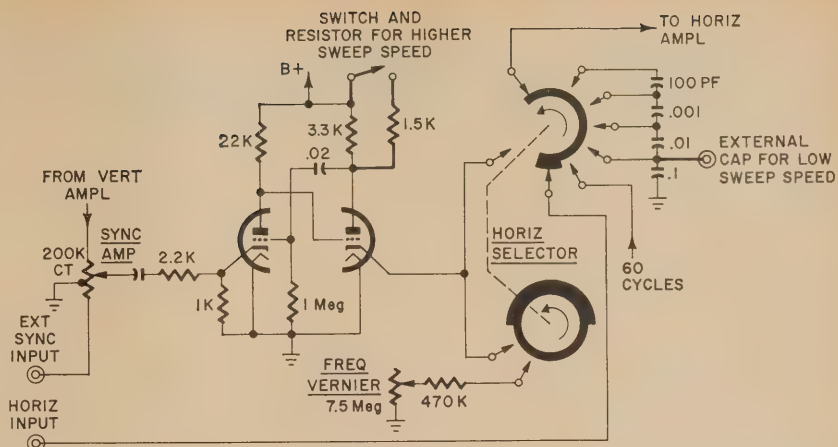 SWITCH AND
RESISTOR FOR HIGHER
SWEEP SPEED
TO HORIZ
AMPL
B+
100 PF
22K
3.3K
1.5K
.001
.02
.01
EXTERNAL
CAP FOR LOW
SWEEP SPEED
.1
FROM VERT
AMPL
SYNC
AMP
200K
CT
2.2K
HORIZ
SELECTOR
1K
1 Meg
60
CYCLES
EXT
SYNC
INPUT
FREQ
VERNIER
7.5 Meg
470K
HORIZ
INPUT